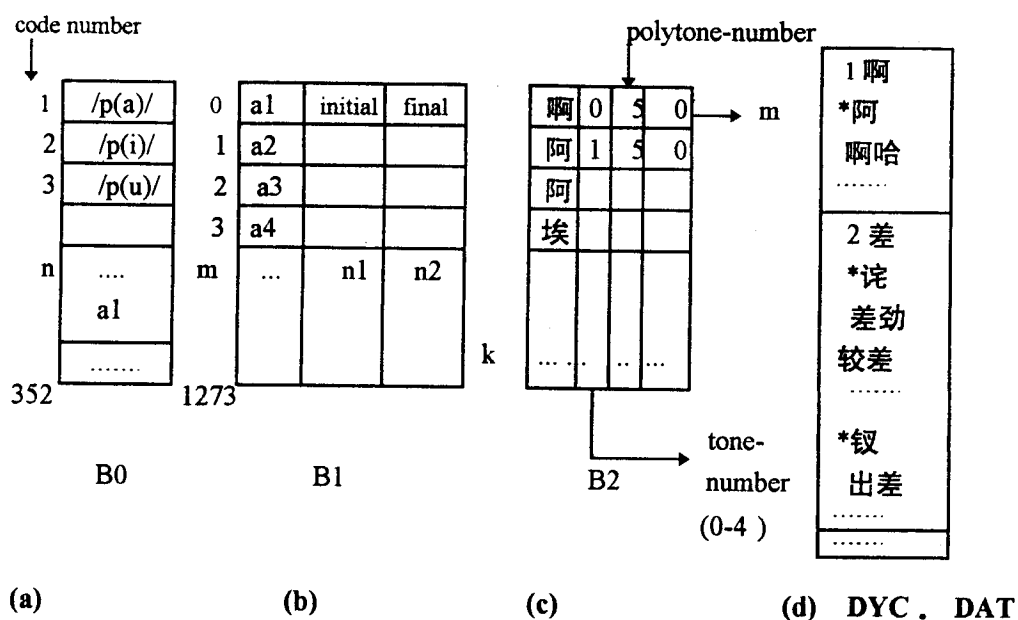 code number
1 /p(a)/
2 /p(i)/
3 /p(u)/
n ....
a1
.......
352
B0
(a)
0 a1 initial final
1 a2
2 a3
3 a4
m ... n1 n2
1273
B1
(b)
polytone-number
啊 0 5 0 m
阿 1 5 0
阿
埃
k ... ... .. ...
B2
tone-
number
(0-4 )
(c)
1 啊
*阿
啊哈
.......
2 差
*诧
差劲
较差
.......
*钗
出差
.......
.......
(d) DYC . DAT